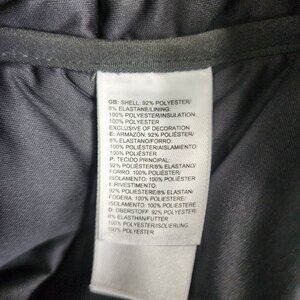 GB: SHELL: 92% POLYESTER/
8% ELASTANE/LINING:
100% POLYESTER/INSULATION:
100% POLYESTER
EXCLUSIVE OF DECORATION
E: ARMAZÓN: 92% POLIÉSTER/
8% ELASTANO/FORRO:
100% POLIÉSTER/AISLAMIENTO:
100% POLIÉSTER
P: TECIDO PRINCIPAL:
92% POLIÉSTER/8% ELASTAN/
FORRO: 100% POLIÉSTER/
ISOLAMENTO: 100% POLIÉSTER
I: RIVESTIMENTO:
92% POLIESTERE/8% ELASTAN/
FODERA: 100% POLIESTERE/
ISOLAMENTO: 100% POLIESTERE
D: OBERSTOFF: 92% POLYESTER/
8% ELASTHAN/FUTTER:
100% POLYESTER/ISOLIERUNG:
100% POLYESTER